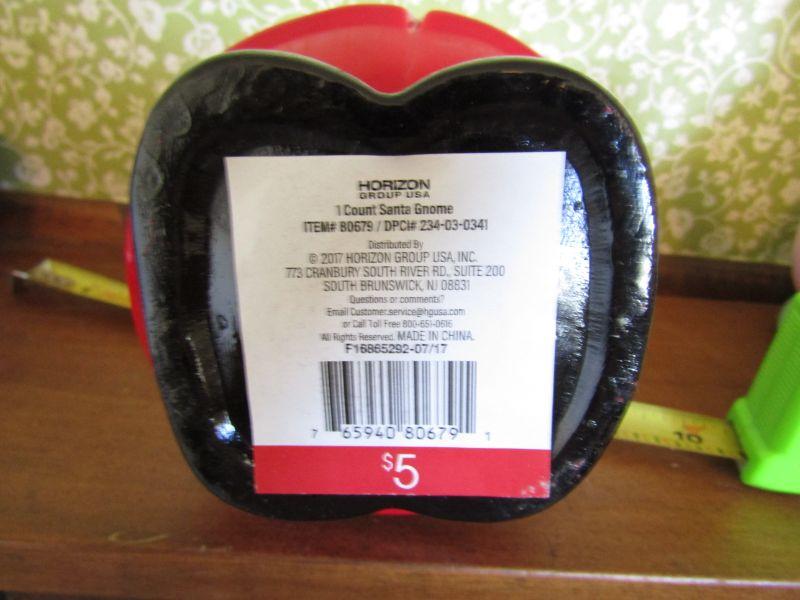 HORIZON
GROUP USA
1 Count Santa Gnome
ITEM# 80679 / DPCI# 234-03-0341
Distributed By
© 2017 HORIZON GROUP USA, INC.
773 CRANBURY SOUTH RIVER RD., SUITE 200
SOUTH BRUNSWICK, NJ 08831
Questions or comments?
Email Customer.service@hgusa.com
or Call Toll Free 800-651-0616
All Rights Reserved. MADE IN CHINA.
F16865292-07/17
7 65940 80679 1
$5
10